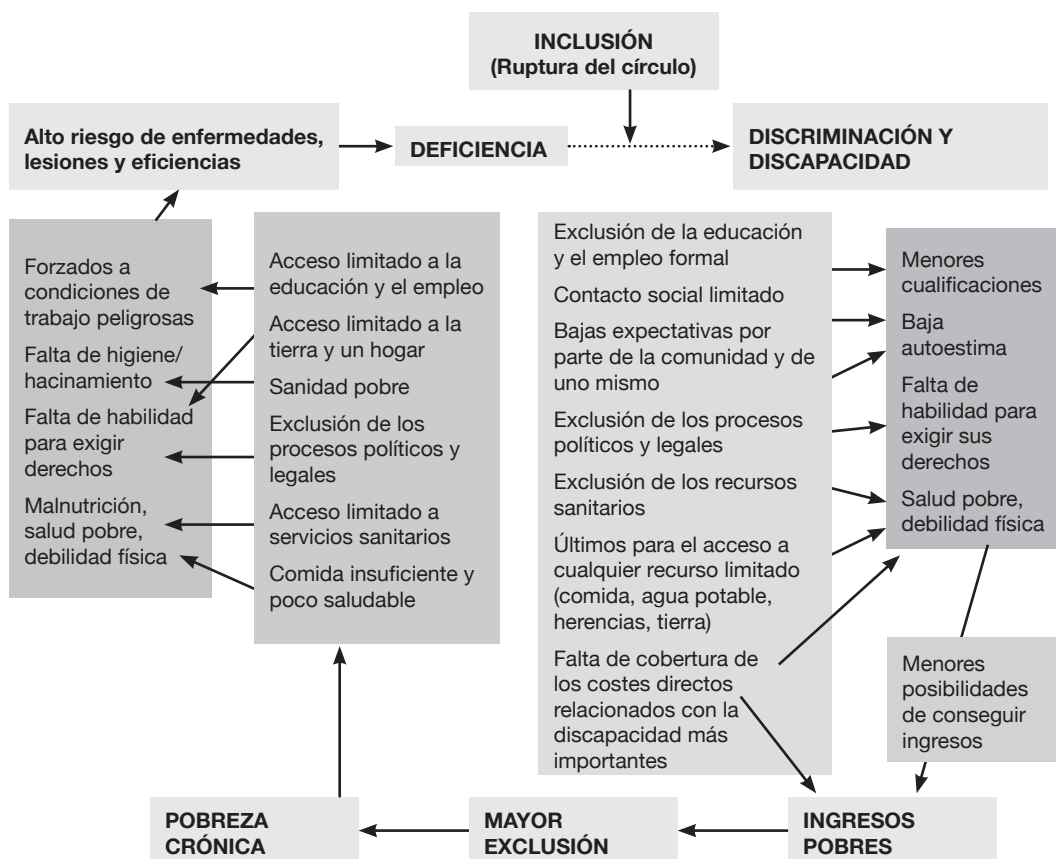 INCLUSIÓN
(Ruptura del círculo)
Alto riesgo de enfermedades,
lesiones y eficiencias
DEFICIENCIA
DISCRIMINACIÓN Y
DISCAPACIDAD
Forzados a
condiciones de
trabajo peligrosas
Falta de higiene/
hacinamiento
Falta de habilidad
para exigir
derechos
Malnutrición,
salud pobre,
debilidad física
Acceso limitado a la
educación y el empleo
Acceso limitado a la
tierra y un hogar
Sanidad pobre
Exclusión de los
procesos políticos y
legales
Acceso limitado a
servicios sanitarios
Comida insuficiente y
poco saludable
Exclusión de la educación
y el empleo formal
Contacto social limitado
Bajas expectativas por
parte de la comunidad y de
uno mismo
Exclusión de los procesos
políticos y legales
Exclusión de los recursos
sanitarios
Últimos para el acceso a
cualquier recurso limitado
(comida, agua potable,
herencias, tierra)
Falta de cobertura de
los costes directos
relacionados con la
discapacidad más
importantes
Menores
cualificaciones
Baja
autoestima
Falta de
habilidad para
exigir sus
derechos
Salud pobre,
debilidad física
Menores
posibilidades
de conseguir
ingresos
POBREZA
CRÓNICA
MAYOR
EXCLUSIÓN
INGRESOS
POBRES